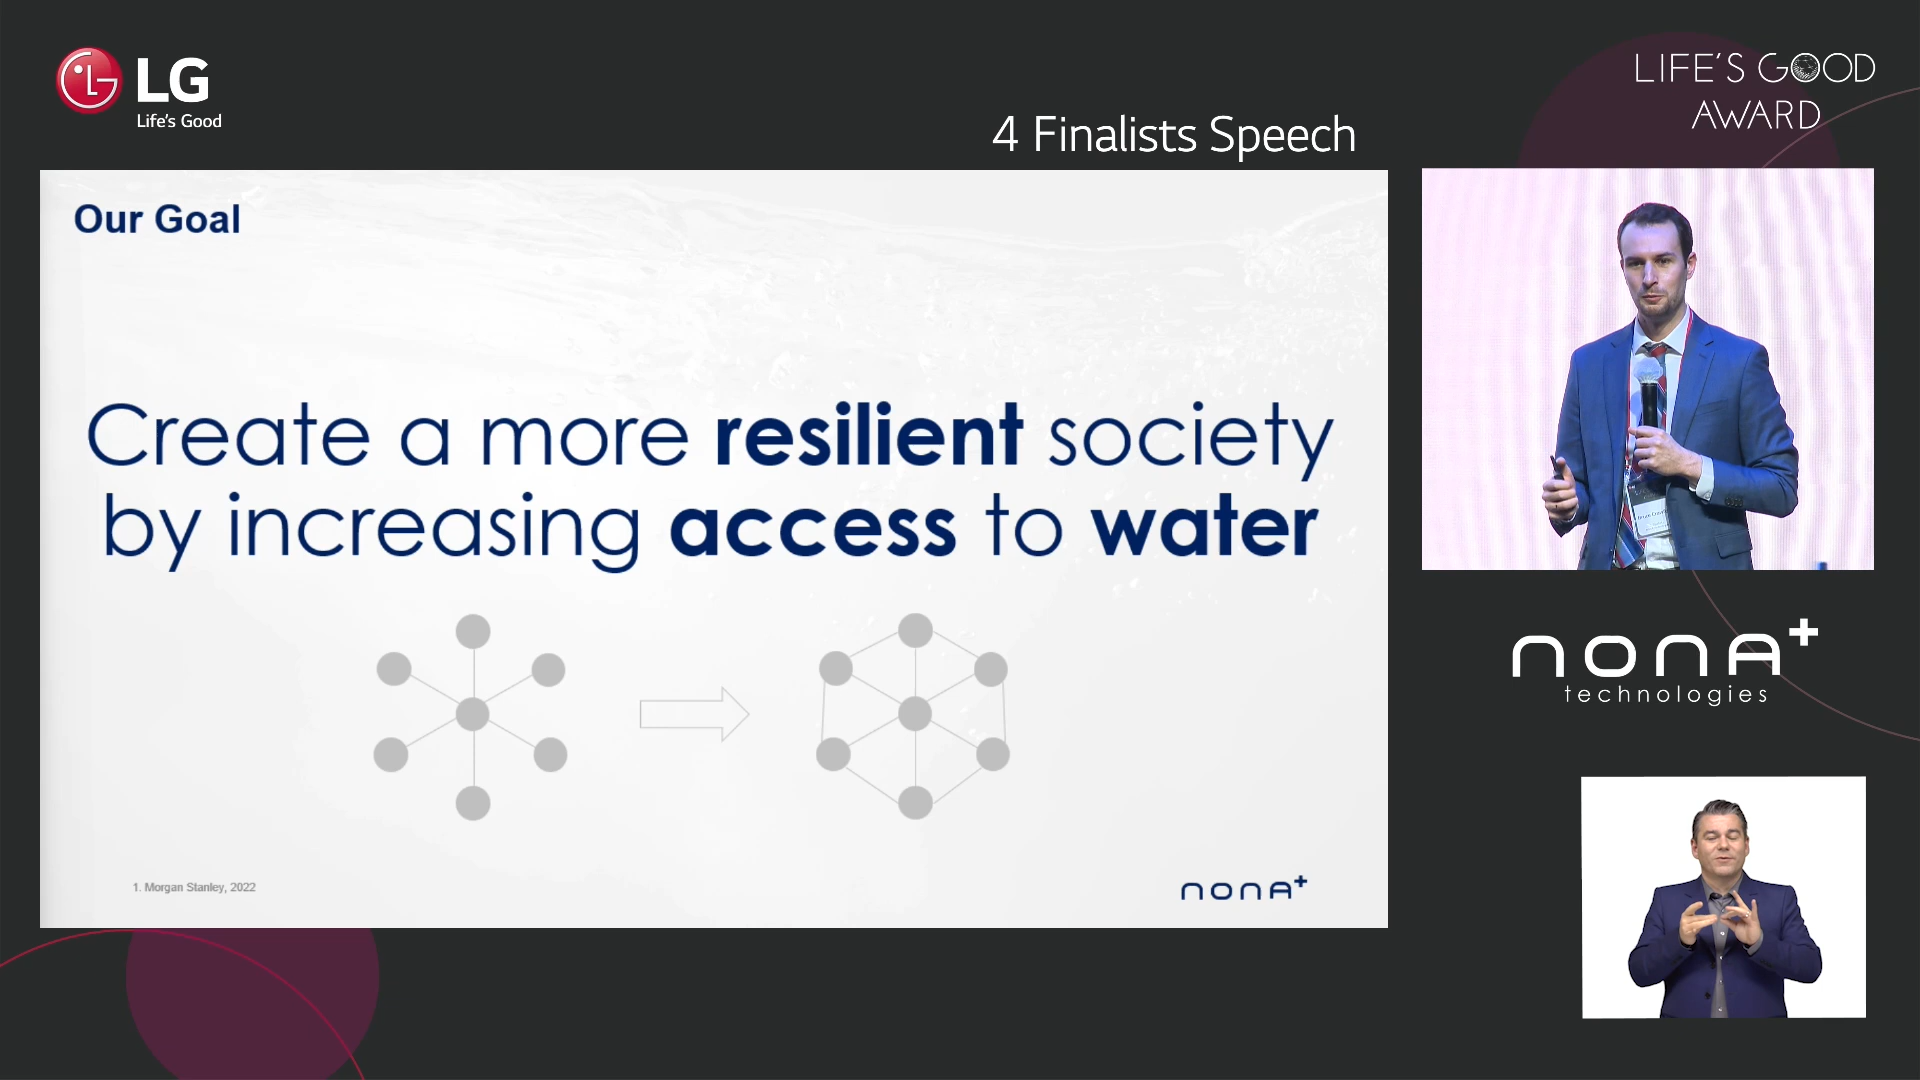 LG
Life's Good
LIFE'S GOOD
AWARD
4 Finalists Speech
Our Goal
Create a more resilient society
by increasing access to water
1. Morgan Stanley, 2022
nona+
nona+
technologies